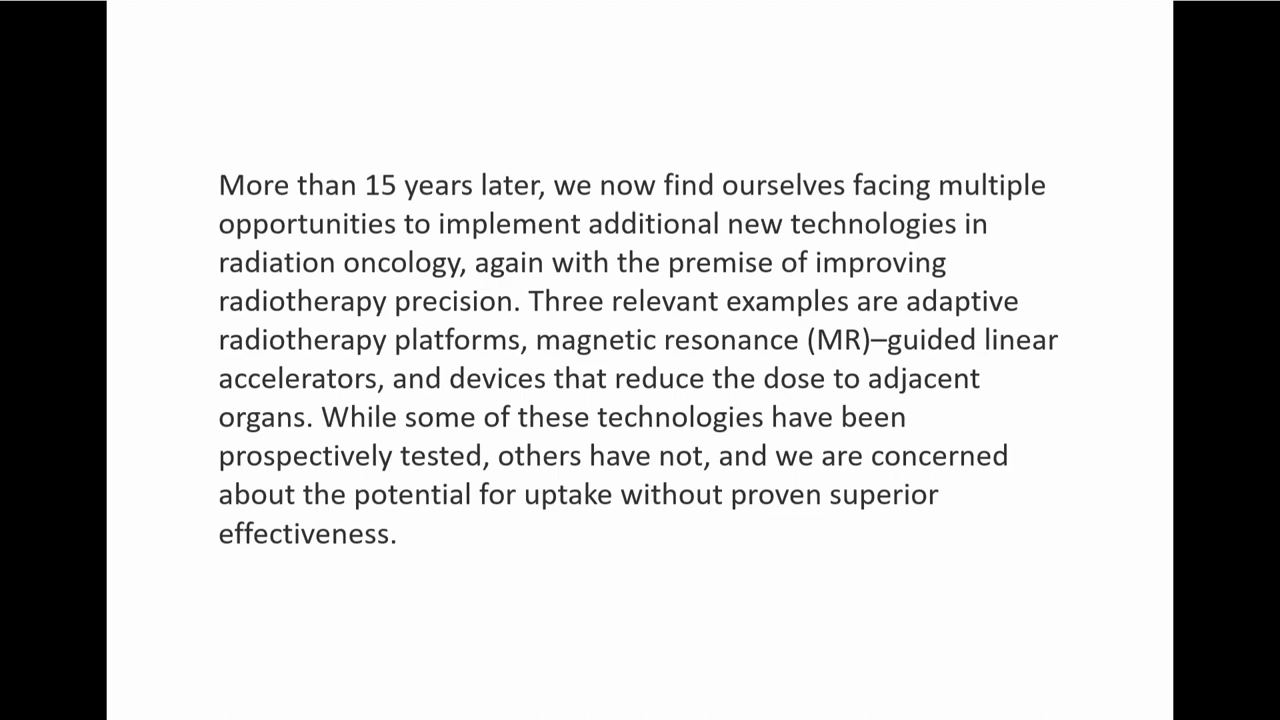 More than 15 years later, we now find ourselves facing multiple
opportunities to implement additional new technologies in
radiation oncology, again with the premise of improving
radiotherapy precision. Three relevant examples are adaptive
radiotherapy platforms, magnetic resonance (MR)–guided linear
accelerators, and devices that reduce the dose to adjacent
organs. While some of these technologies have been
prospectively tested, others have not, and we are concerned
about the potential for uptake without proven superior
effectiveness.